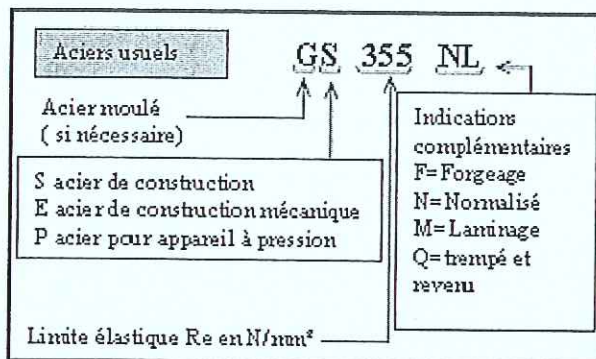 Aciers usuels
GS 355 NL
Acier moulé
( si nécessaire)
S acier de construction
E acier de construction mécanique
P acier pour appareil à pression
Indications
complémentaires
F=Forgeage
N=Normalisé
M=Laminage
Q=trempé et
revenu
Limite élastique Re en N/mm²